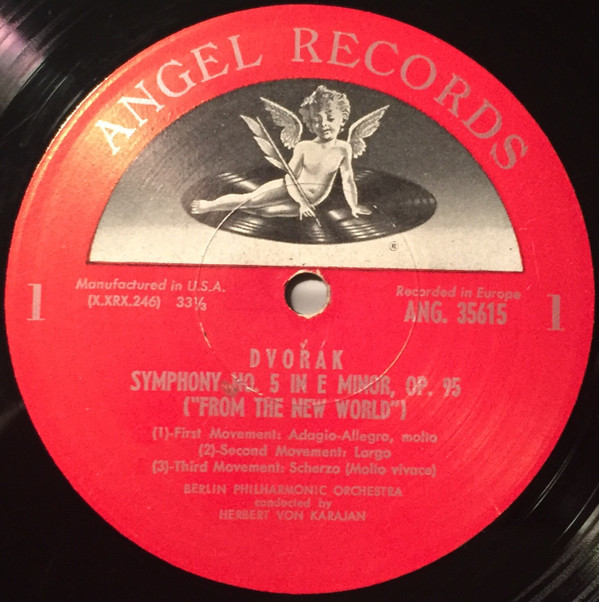 ANGEL RECORDS
®
Manufactured in U.S.A.
(X.XRX.246) 33⅓
Recorded in Europe
ANG. 35615
1
1
DVOŘÁK
SYMPHONY NO. 5 IN E MINOR, OP. 95
("FROM THE NEW WORLD")
(1)-First Movement: Adagio-Allegro, molto
(2)-Second Movement: Largo
(3)-Third Movement: Scherzo (Molto vivace)
BERLIN PHILHARMONIC ORCHESTRA
conducted by
HERBERT VON KARAJAN